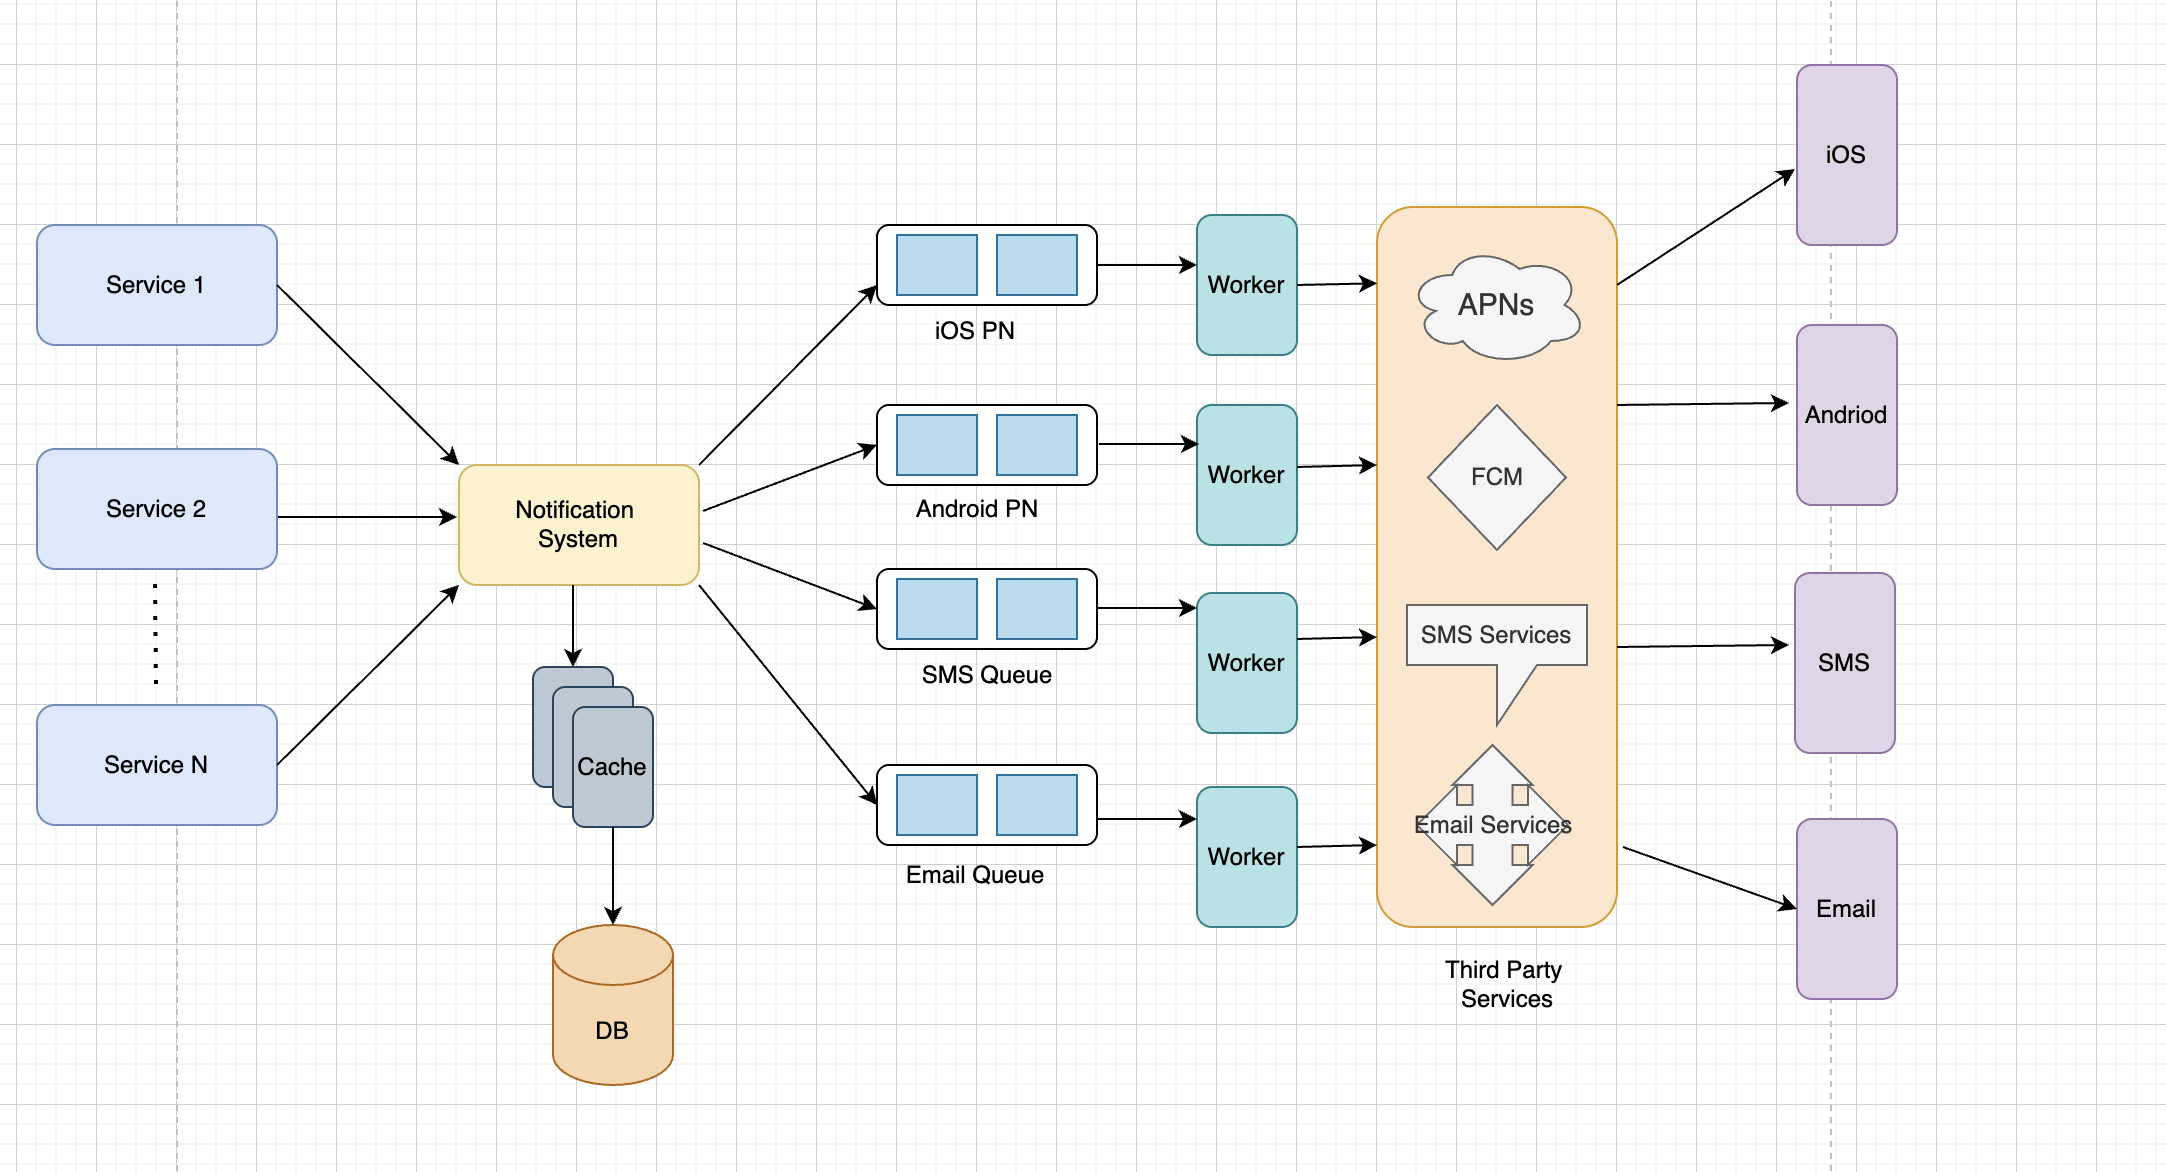 Service 1
Service 2
Service N
Notification
System
Cache
DB
iOS PN
Android PN
SMS Queue
Email Queue
Worker
Worker
Worker
Worker
APNs
FCM
SMS Services
Email Services
Third Party
Services
iOS
Andriod
SMS
Email